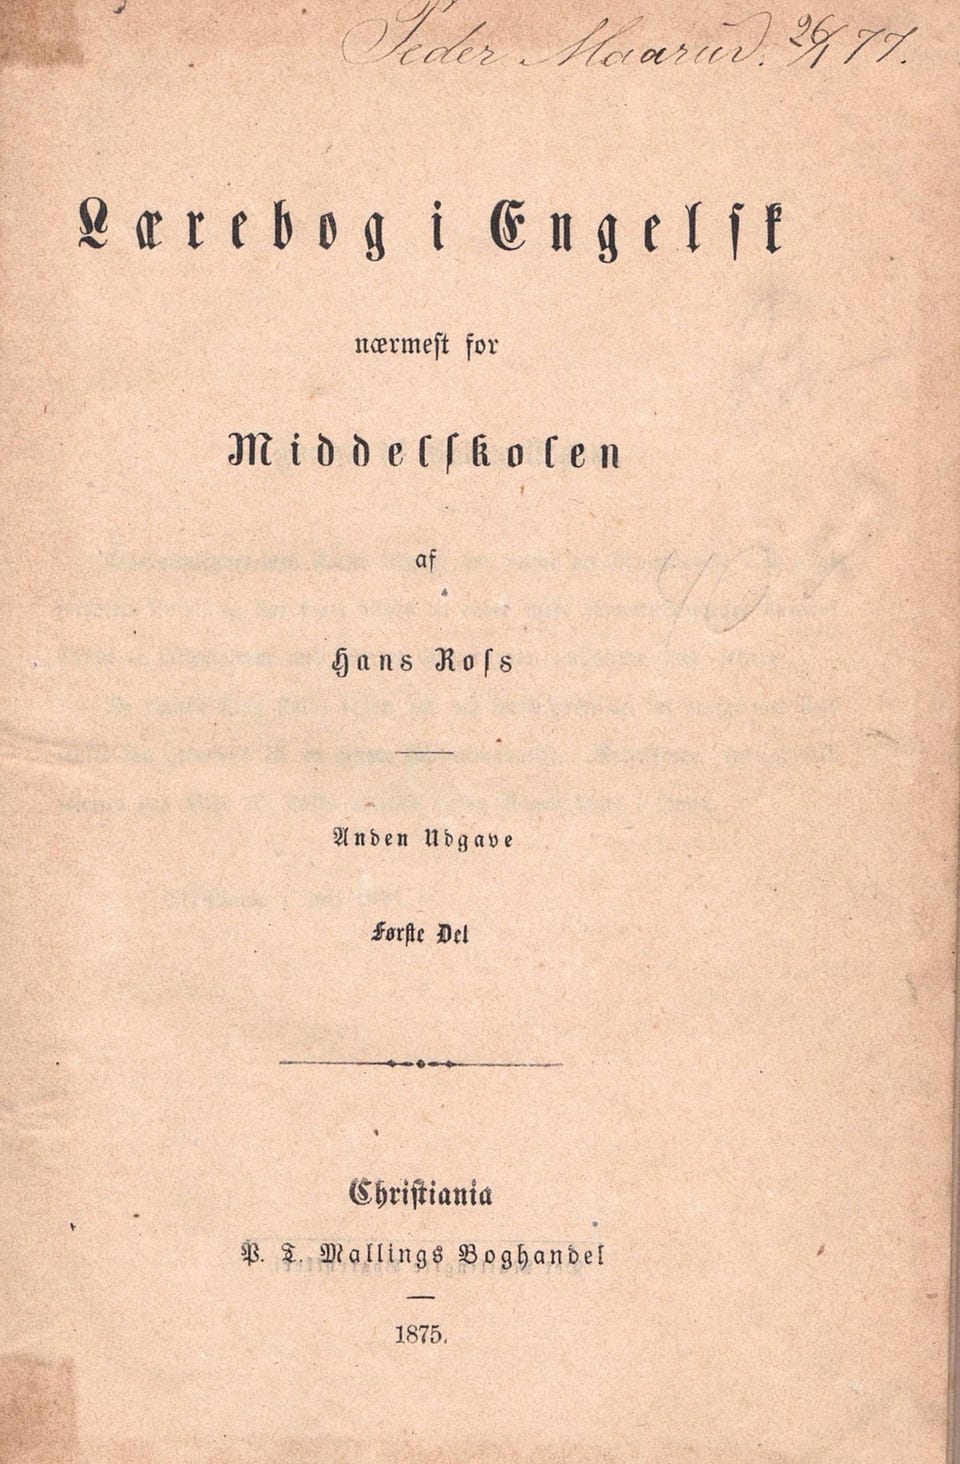 Peder Maarud. 26/1 77.
Lærebog i Engelsk
nærmest for
Middelskolen
af
Hans Ross
Anden Udgave
Første Del
Christiania
P. T. Mallings Boghandel
1875.